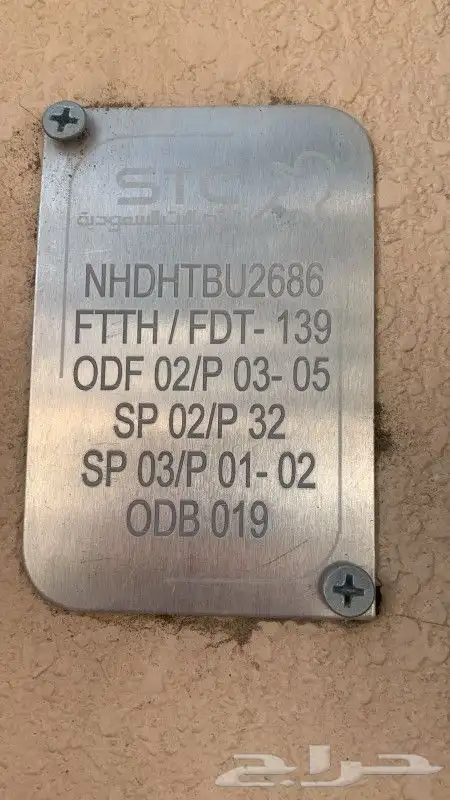 STC
السعودية
NHDHTBU2686
FTTH / FDT- 139
ODF 02/P 03- 05
SP 02/P 32
SP 03/P 01- 02
ODB 019
حراج